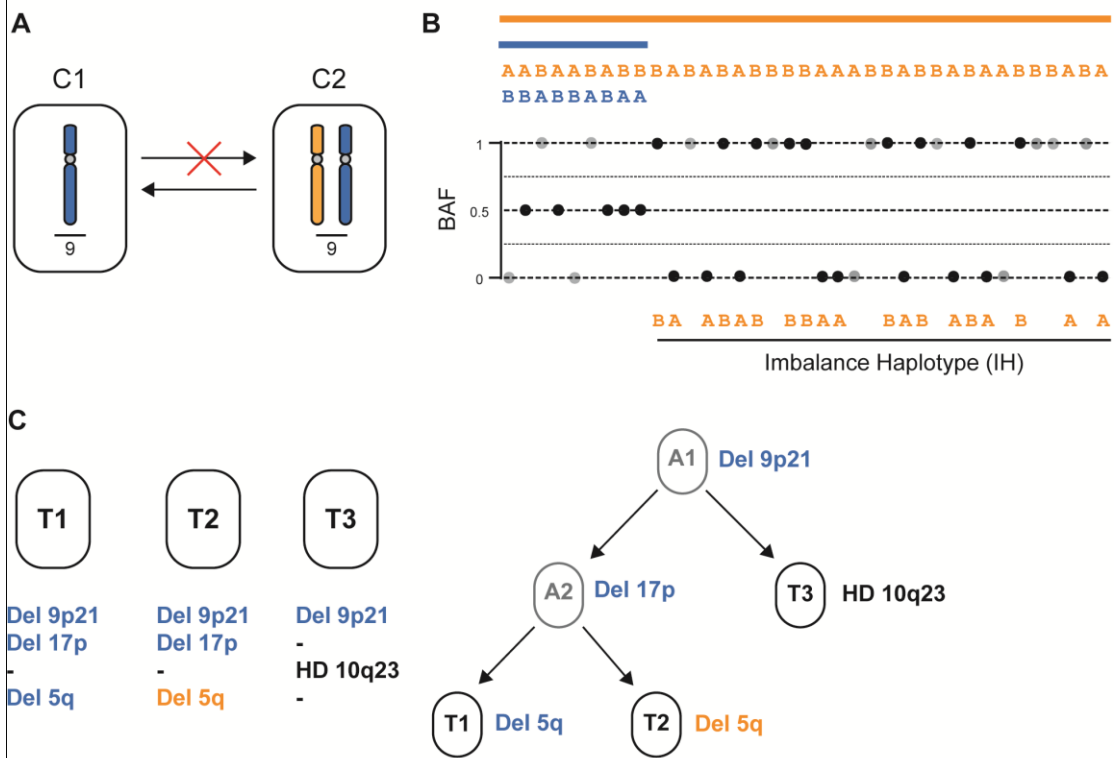 A
C1
C2
9
9
B
AABAABABBBABABABBBBAAABBABBABAABBBABA
BBABBABAA
BAF
1
0.5
0
BA ABAB BBAA BAB ABA B A A
Imbalance Haplotype (IH)
C
T1
T2
T3
Del 9p21 Del 9p21 Del 9p21
Del 17p Del 17p -
- - HD 10q23
Del 5q Del 5q -
A1 Del 9p21
A2 Del 17p
T3 HD 10q23
T1 Del 5q
T2 Del 5q